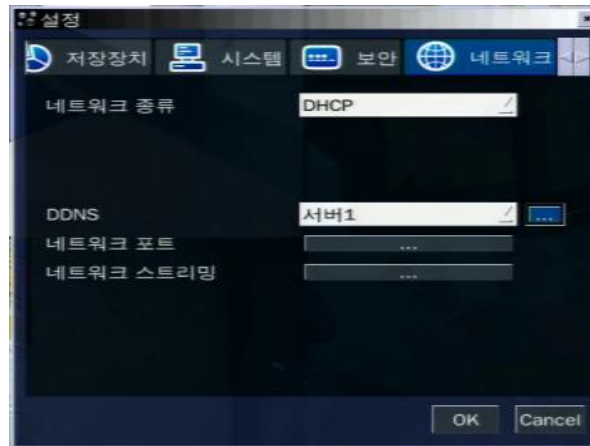 설정
저장장치 시스템 보안 네트워크
네트워크 종류 DHCP
DDNS 서버1 ...
네트워크 포트 ...
네트워크 스트리밍 ...
OK Cancel